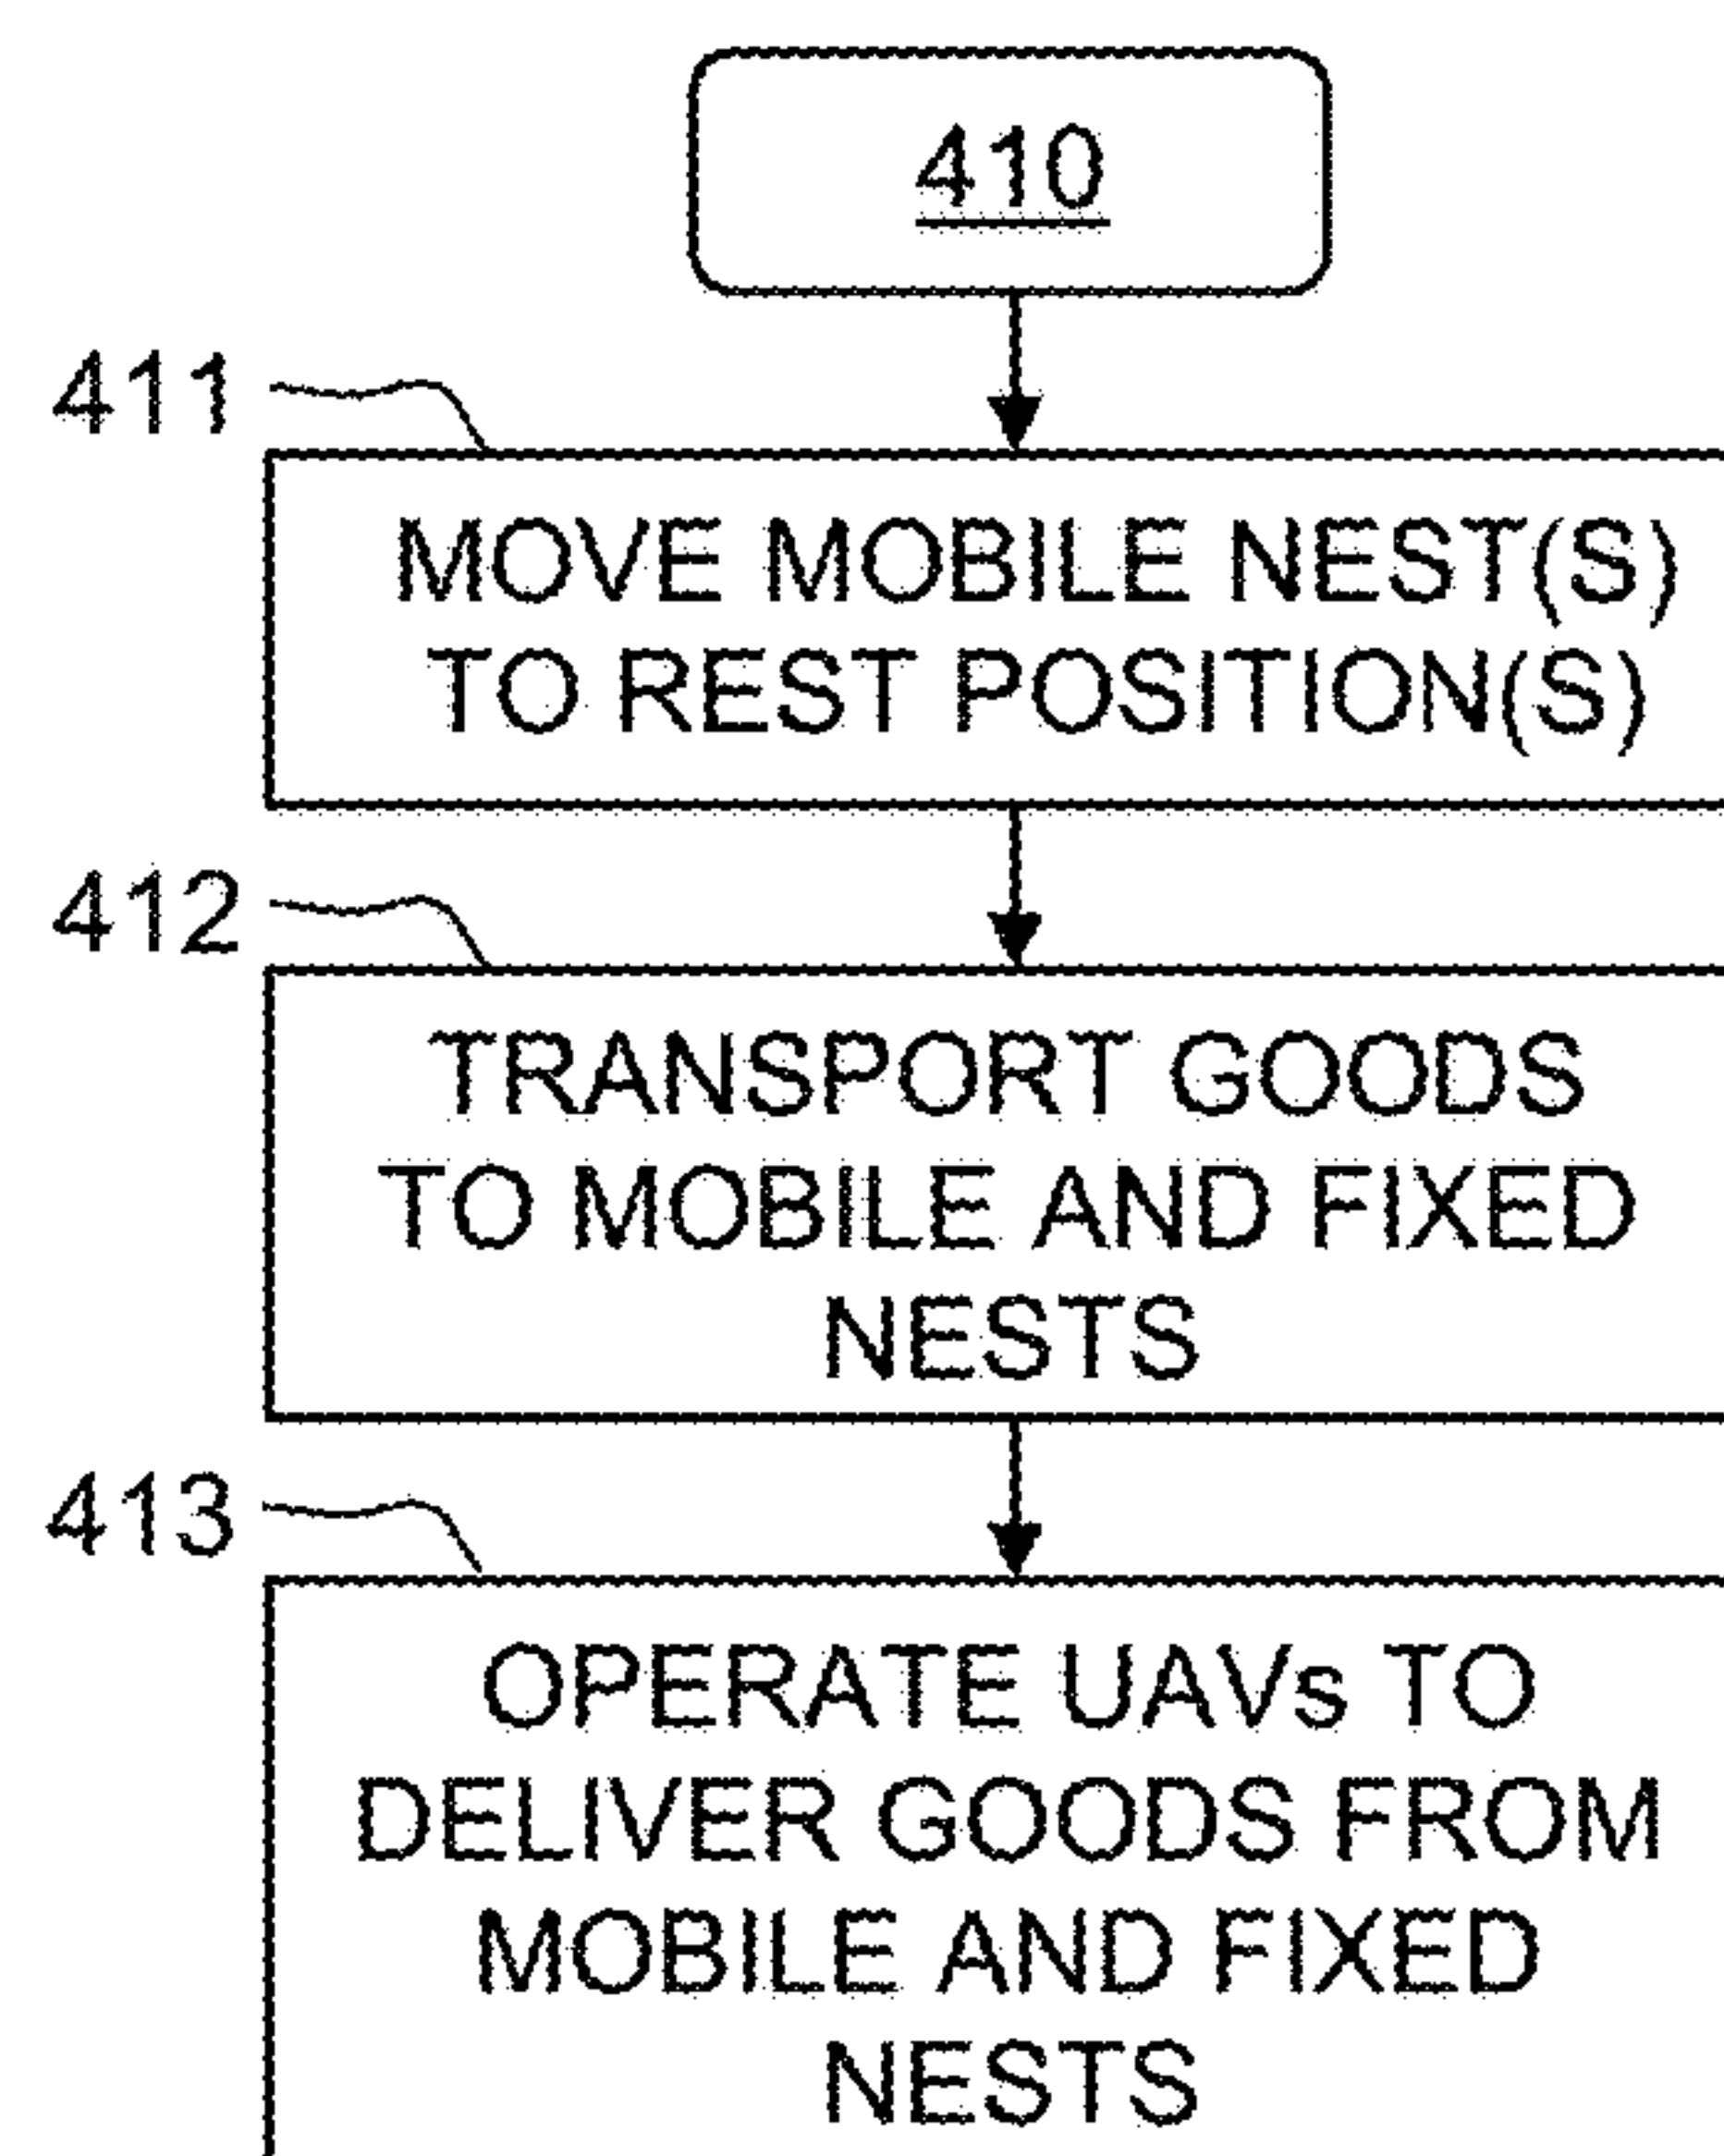 410
411
MOVE MOBILE NEST(S)
TO REST POSITION(S)
412
TRANSPORT GOODS
TO MOBILE AND FIXED
NESTS
413
OPERATE UAVs TO
DELIVER GOODS FROM
MOBILE AND FIXED
NESTS